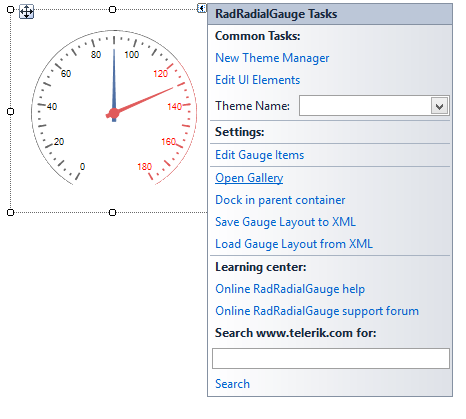 RadRadialGauge Tasks
Common Tasks:
New Theme Manager
Edit UI Elements
Theme Name:
Settings:
Edit Gauge Items
Open Gallery
Dock in parent container
Save Gauge Layout to XML
Load Gauge Layout from XML
Learning center:
Online RadRadialGauge help
Online RadRadialGauge support forum
Search www.telerik.com for:
Search
80 100
60 120
40 140
20 160
0 180